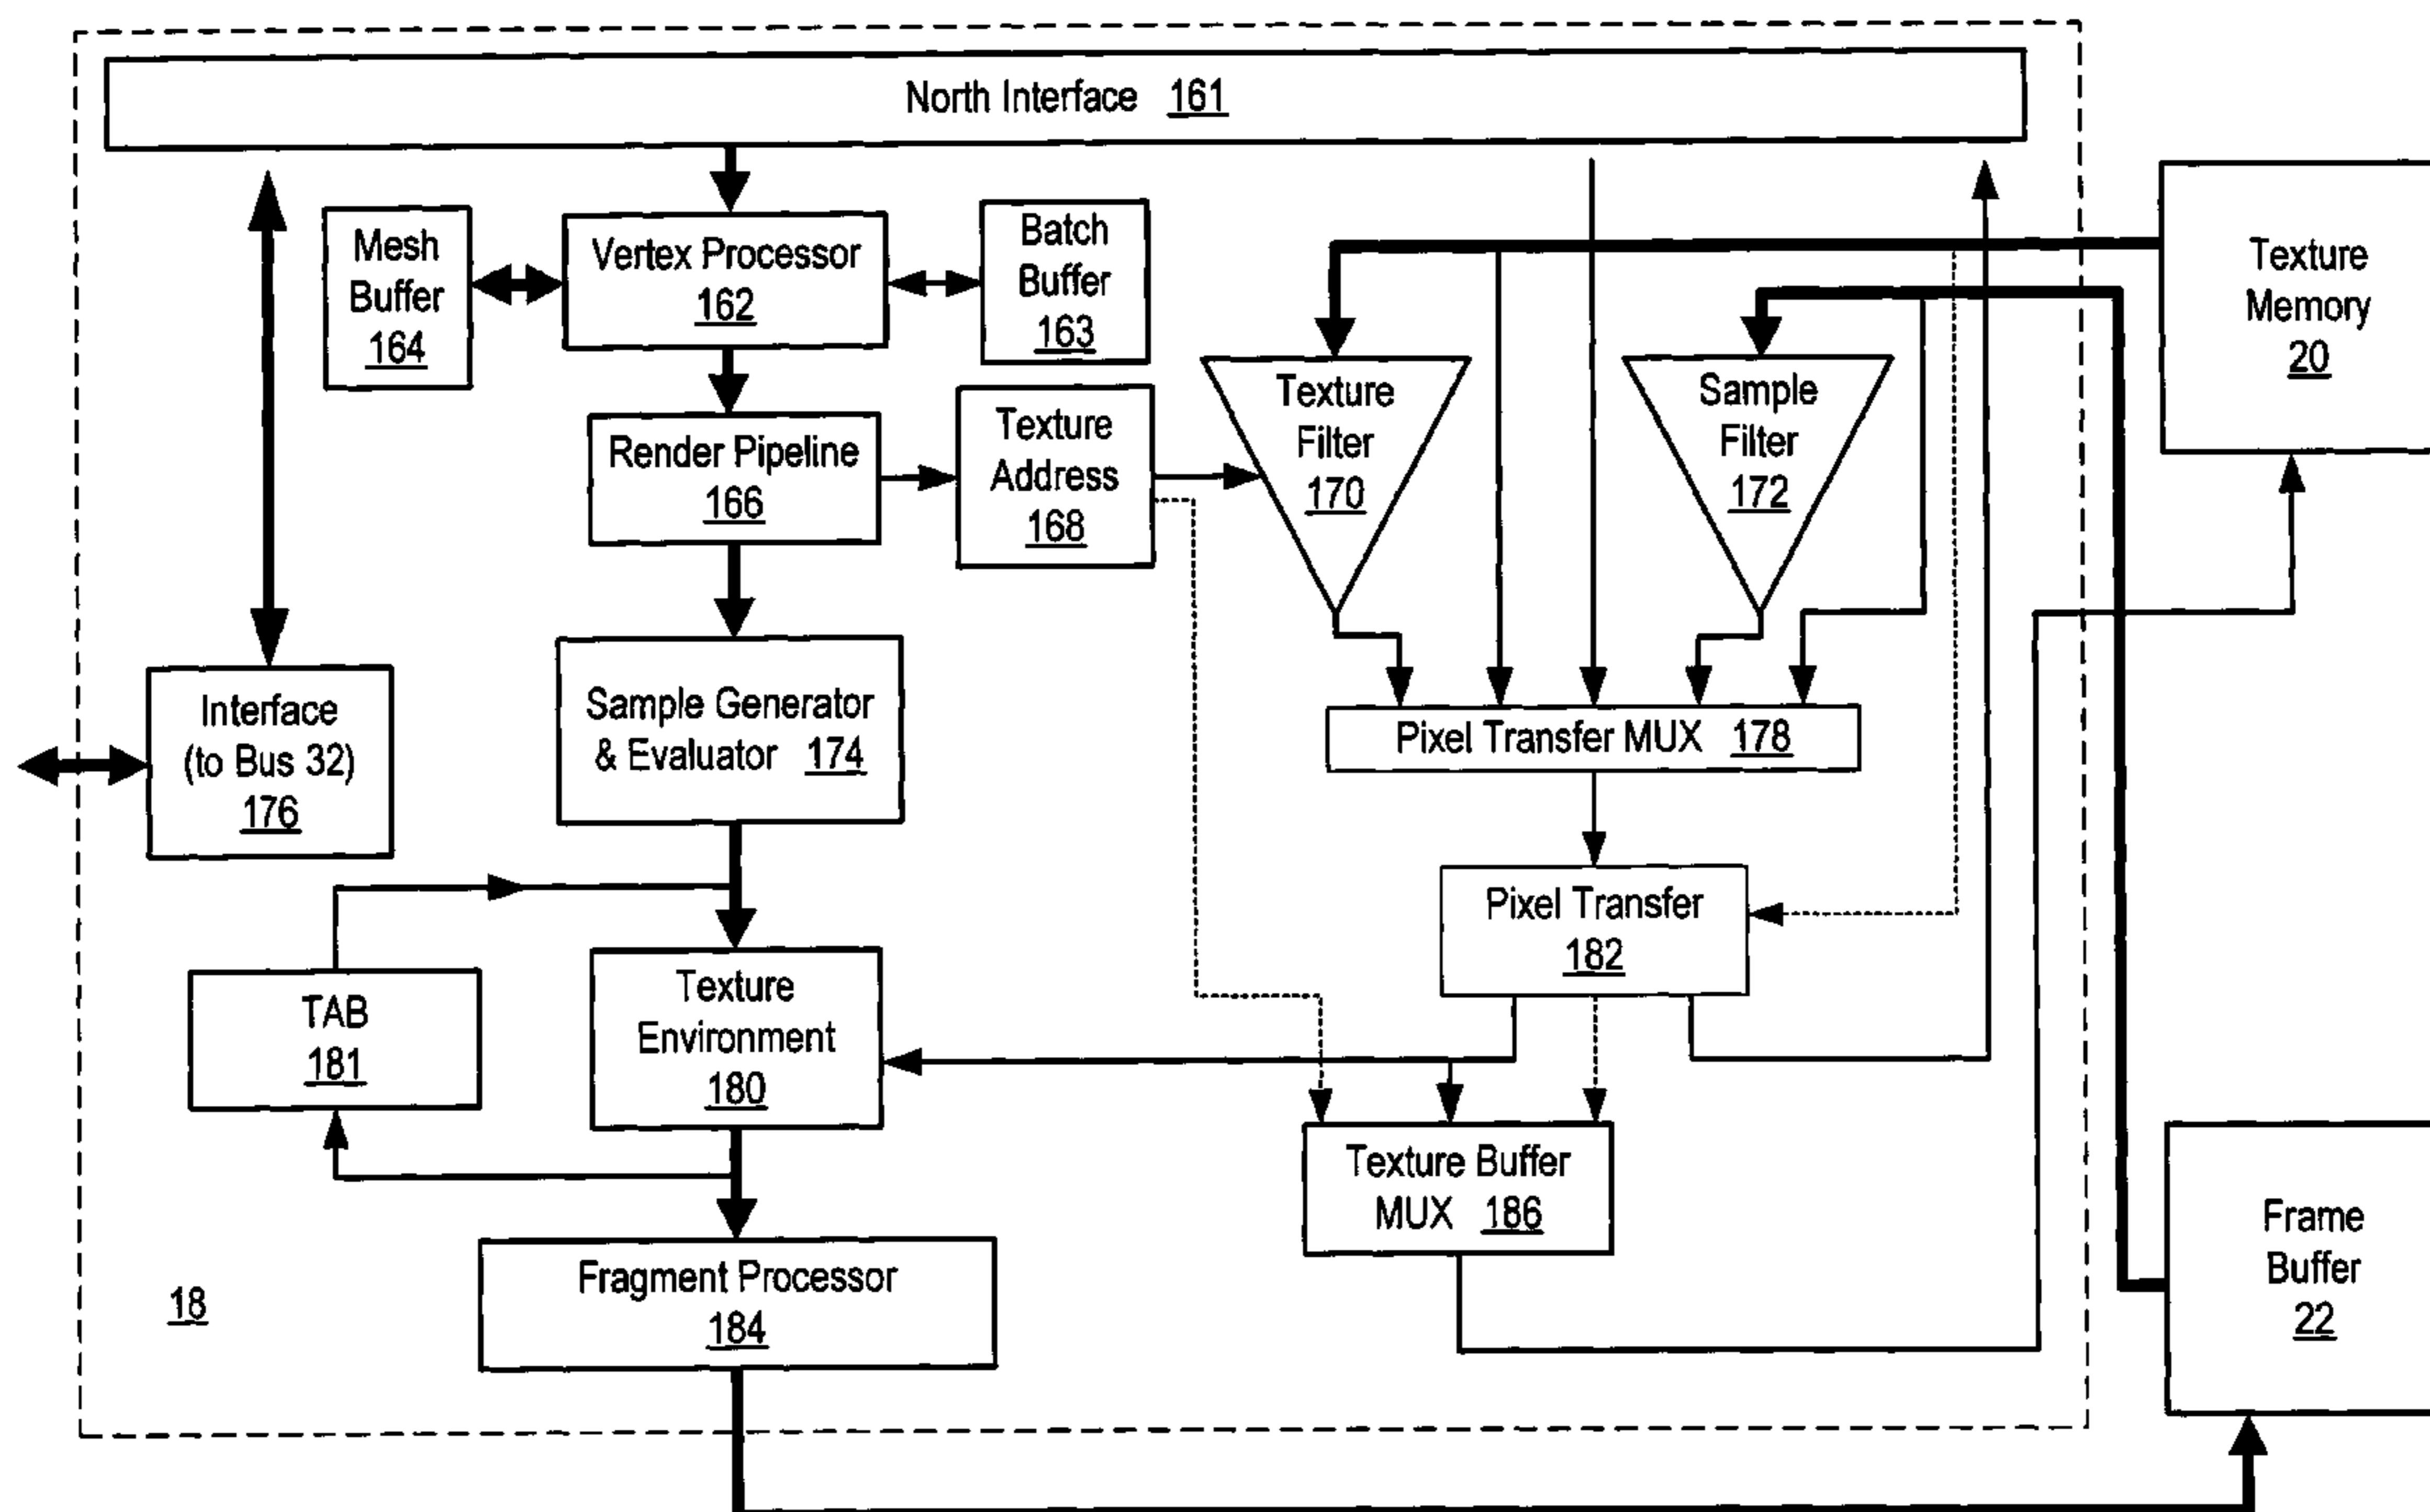 North Interface 161
Mesh
Buffer
164
Vertex Processor
162
Batch
Buffer
163
Texture
Memory
20
Render Pipeline
166
Texture
Address
168
Texture
Filter
170
Sample
Filter
172
Interface
(to Bus 32)
176
Sample Generator
& Evaluator 174
Pixel Transfer MUX 178
Pixel Transfer
182
TAB
181
Texture
Environment
180
Texture Buffer
MUX 186
Frame
Buffer
22
Fragment Processor
184
18